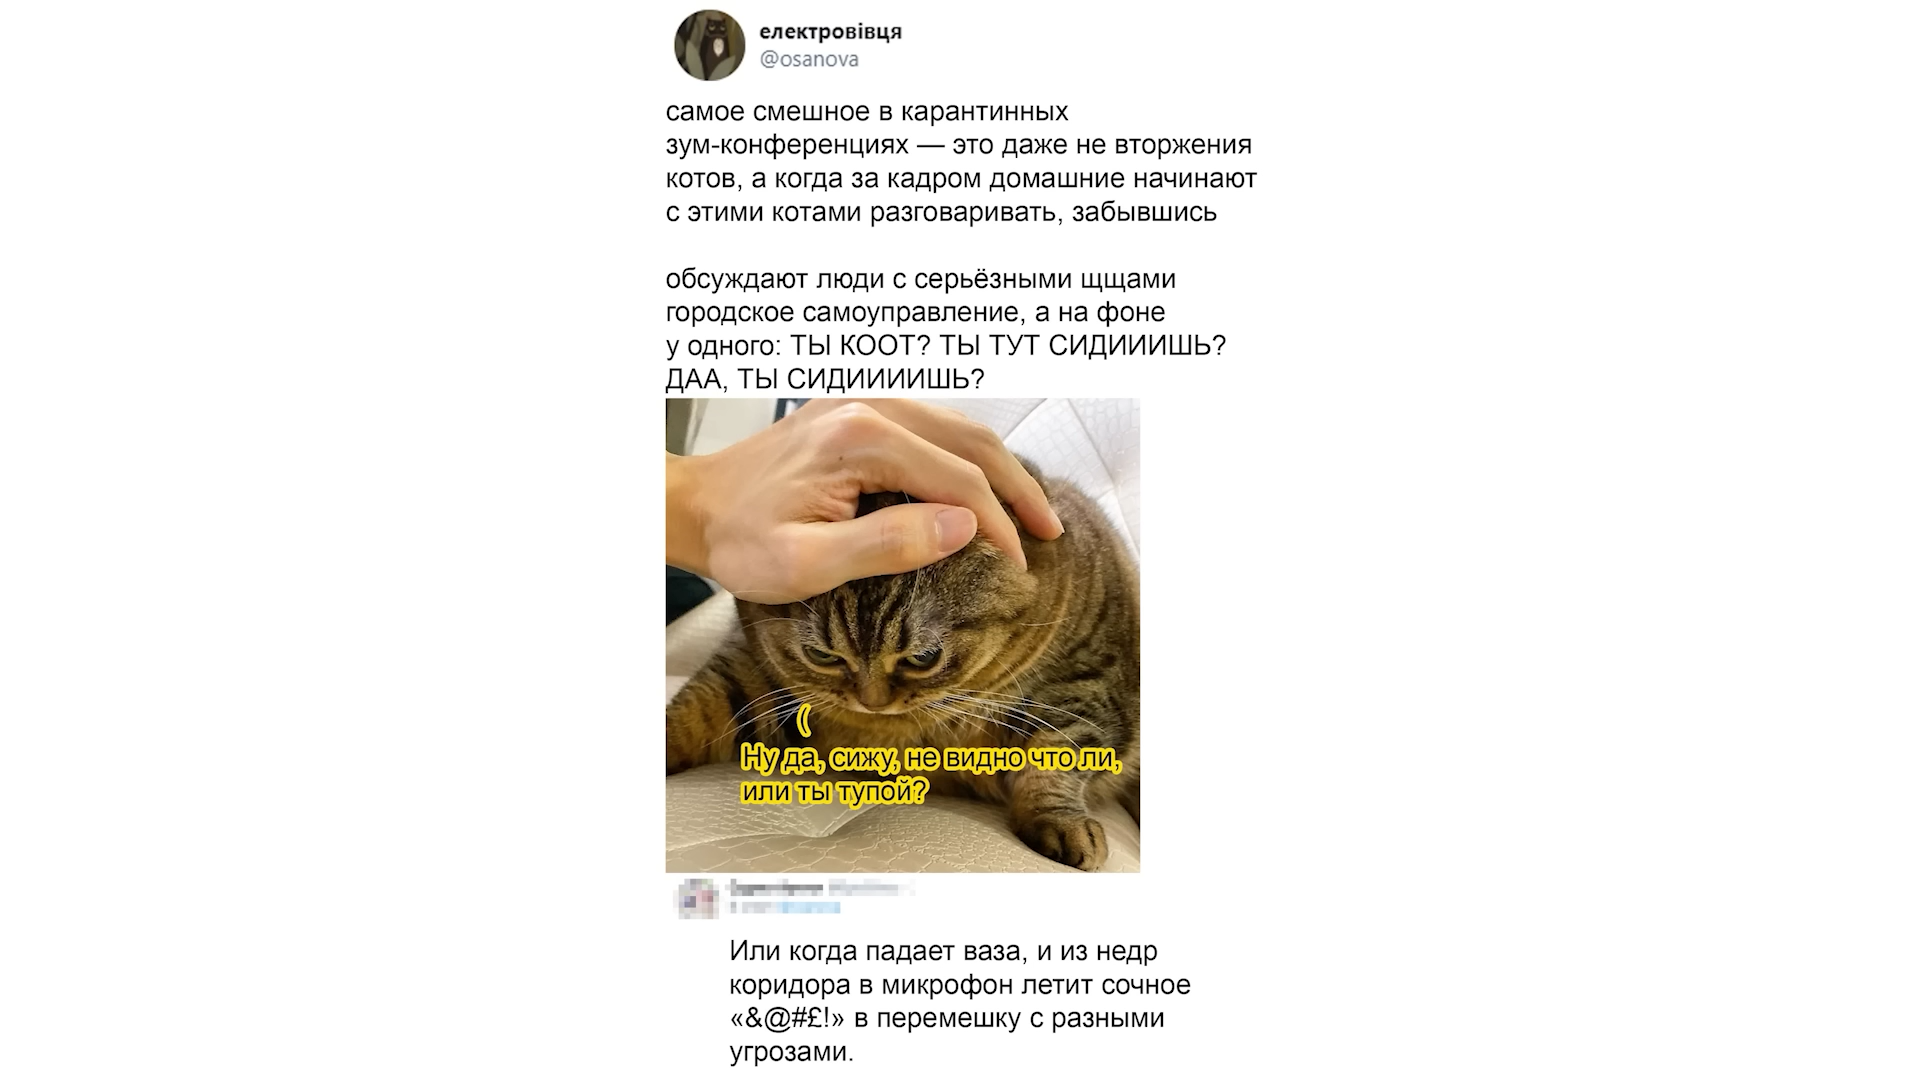 електровівця
@osanova
самое смешное в карантинных
зум-конференциях — это даже не вторжения
котов, а когда за кадром домашние начинают
с этими котами разговаривать, забывшись
обсуждают люди с серьёзными щщами
городское самоуправление, а на фоне
у одного: ТЫ КООТ? ТЫ ТУТ СИДИИИШЬ?
ДАА, ТЫ СИДИИИИШЬ?
Ну да, сижу, не видно что ли,
или ты тупой?
Или когда падает ваза, и из недр
коридора в микрофон летит сочное
«&@#£!» в перемешку с разными
угрозами.